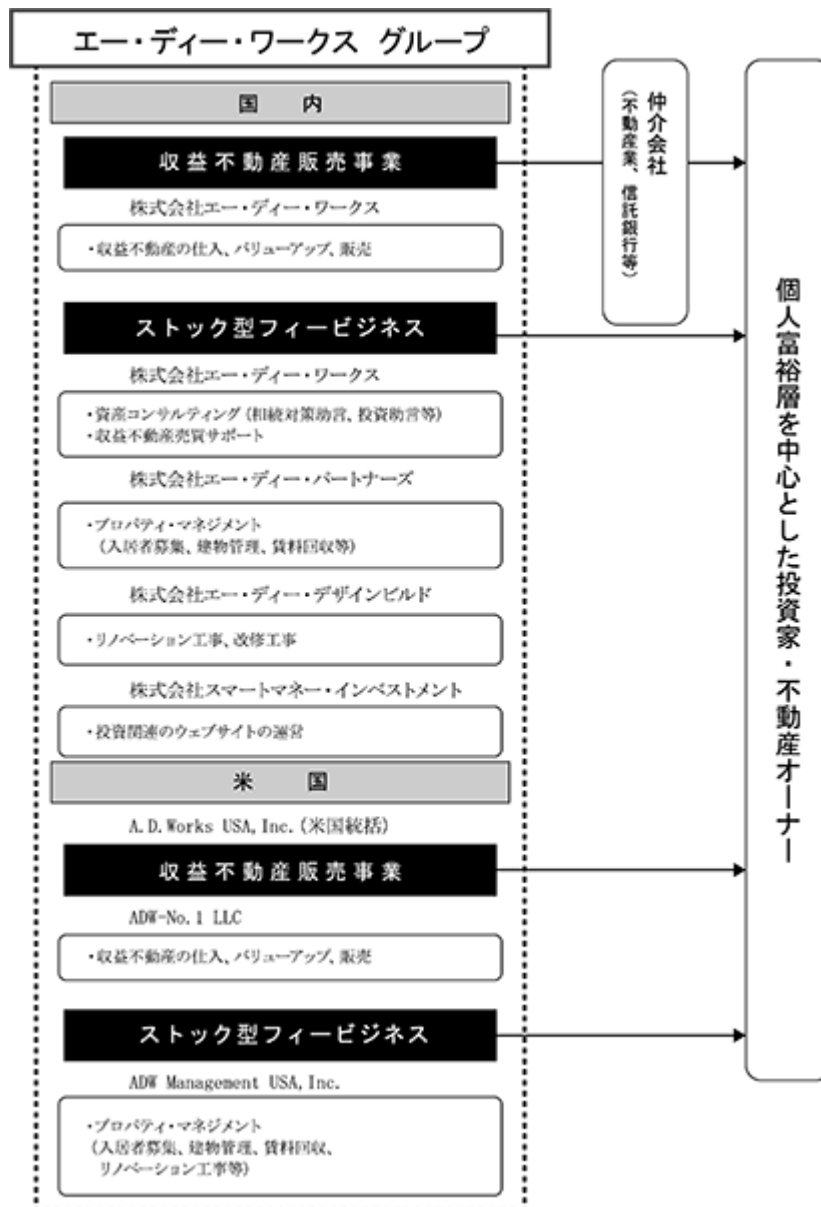 エー・ディー・ワークス グループ
国 内
収益不動産販売事業
株式会社エー・ディー・ワークス
・収益不動産の仕入、バリューアップ、販売
ストック型フィービジネス
株式会社エー・ディー・ワークス
・資産コンサルティング(相続対策助言、投資助言等)
・収益不動産売買サポート
株式会社エー・ディー・パートナーズ
・プロパティ・マネジメント
(入居者募集、建物管理、賃料回収等)
株式会社エー・ディー・デザインビルド
・リノベーション工事、改修工事
株式会社スマートマネー・インベストメント
・投資関連のウェブサイトの運営
米 国
A.D.Works USA,Inc.(米国統括)
収益不動産販売事業
ADW-No.1 LLC
・収益不動産の仕入、バリューアップ、販売
ストック型フィービジネス
ADW Management USA,Inc.
・プロパティ・マネジメント
(入居者募集、建物管理、賃料回収、
リノベーション工事等)
仲介会社
(不動産業、信託銀行等)
個人富裕層を中心とした投資家・不動産オーナー